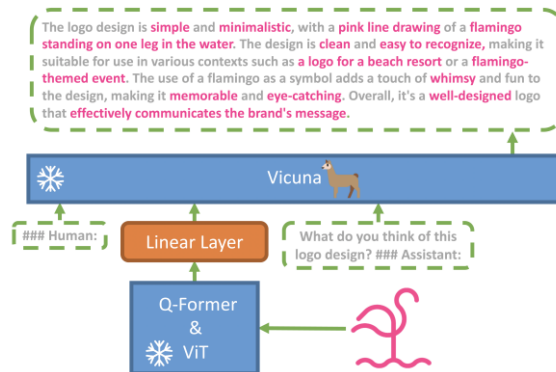 The logo design is simple and minimalistic, with a pink line drawing of a flamingo
standing on one leg in the water. The design is clean and easy to recognize, making it
suitable for use in various contexts such as a logo for a beach resort or a flamingo-
themed event. The use of a flamingo as a symbol adds a touch of whimsy and fun to
the design, making it memorable and eye-catching. Overall, it's a well-designed logo
that effectively communicates the brand's message.
Vicuna
### Human:
Linear Layer
What do you think of this
logo design? ### Assistant:
Q-Former
&
ViT